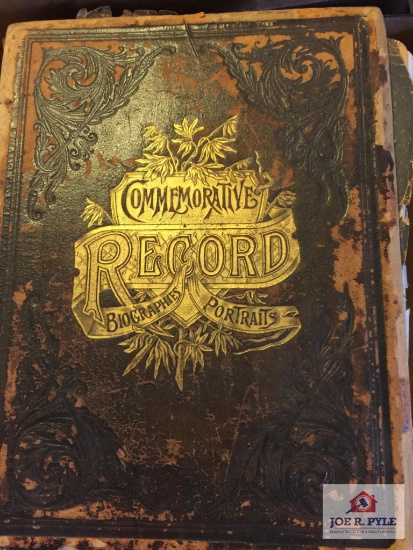 COMMEMORATIVE
RECORD
BIOGRAPHIES PORTRAITS
JOE R. PYLE